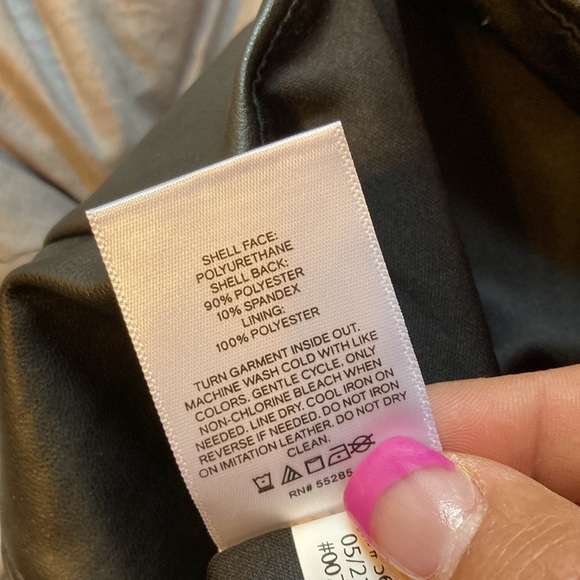 SHELL FACE:
POLYURETHANE
SHELL BACK:
90% POLYESTER
10% SPANDEX
LINING:
100% POLYESTER
TURN GARMENT INSIDE OUT.
MACHINE WASH COLD WITH LIKE
COLORS. GENTLE CYCLE. ONLY
NON-CHLORINE BLEACH WHEN
NEEDED. LINE DRY. COOL IRON ON
REVERSE IF NEEDED. DO NOT IRON
ON IMITATION LEATHER. DO NOT DRY
CLEAN.
RN# 55285